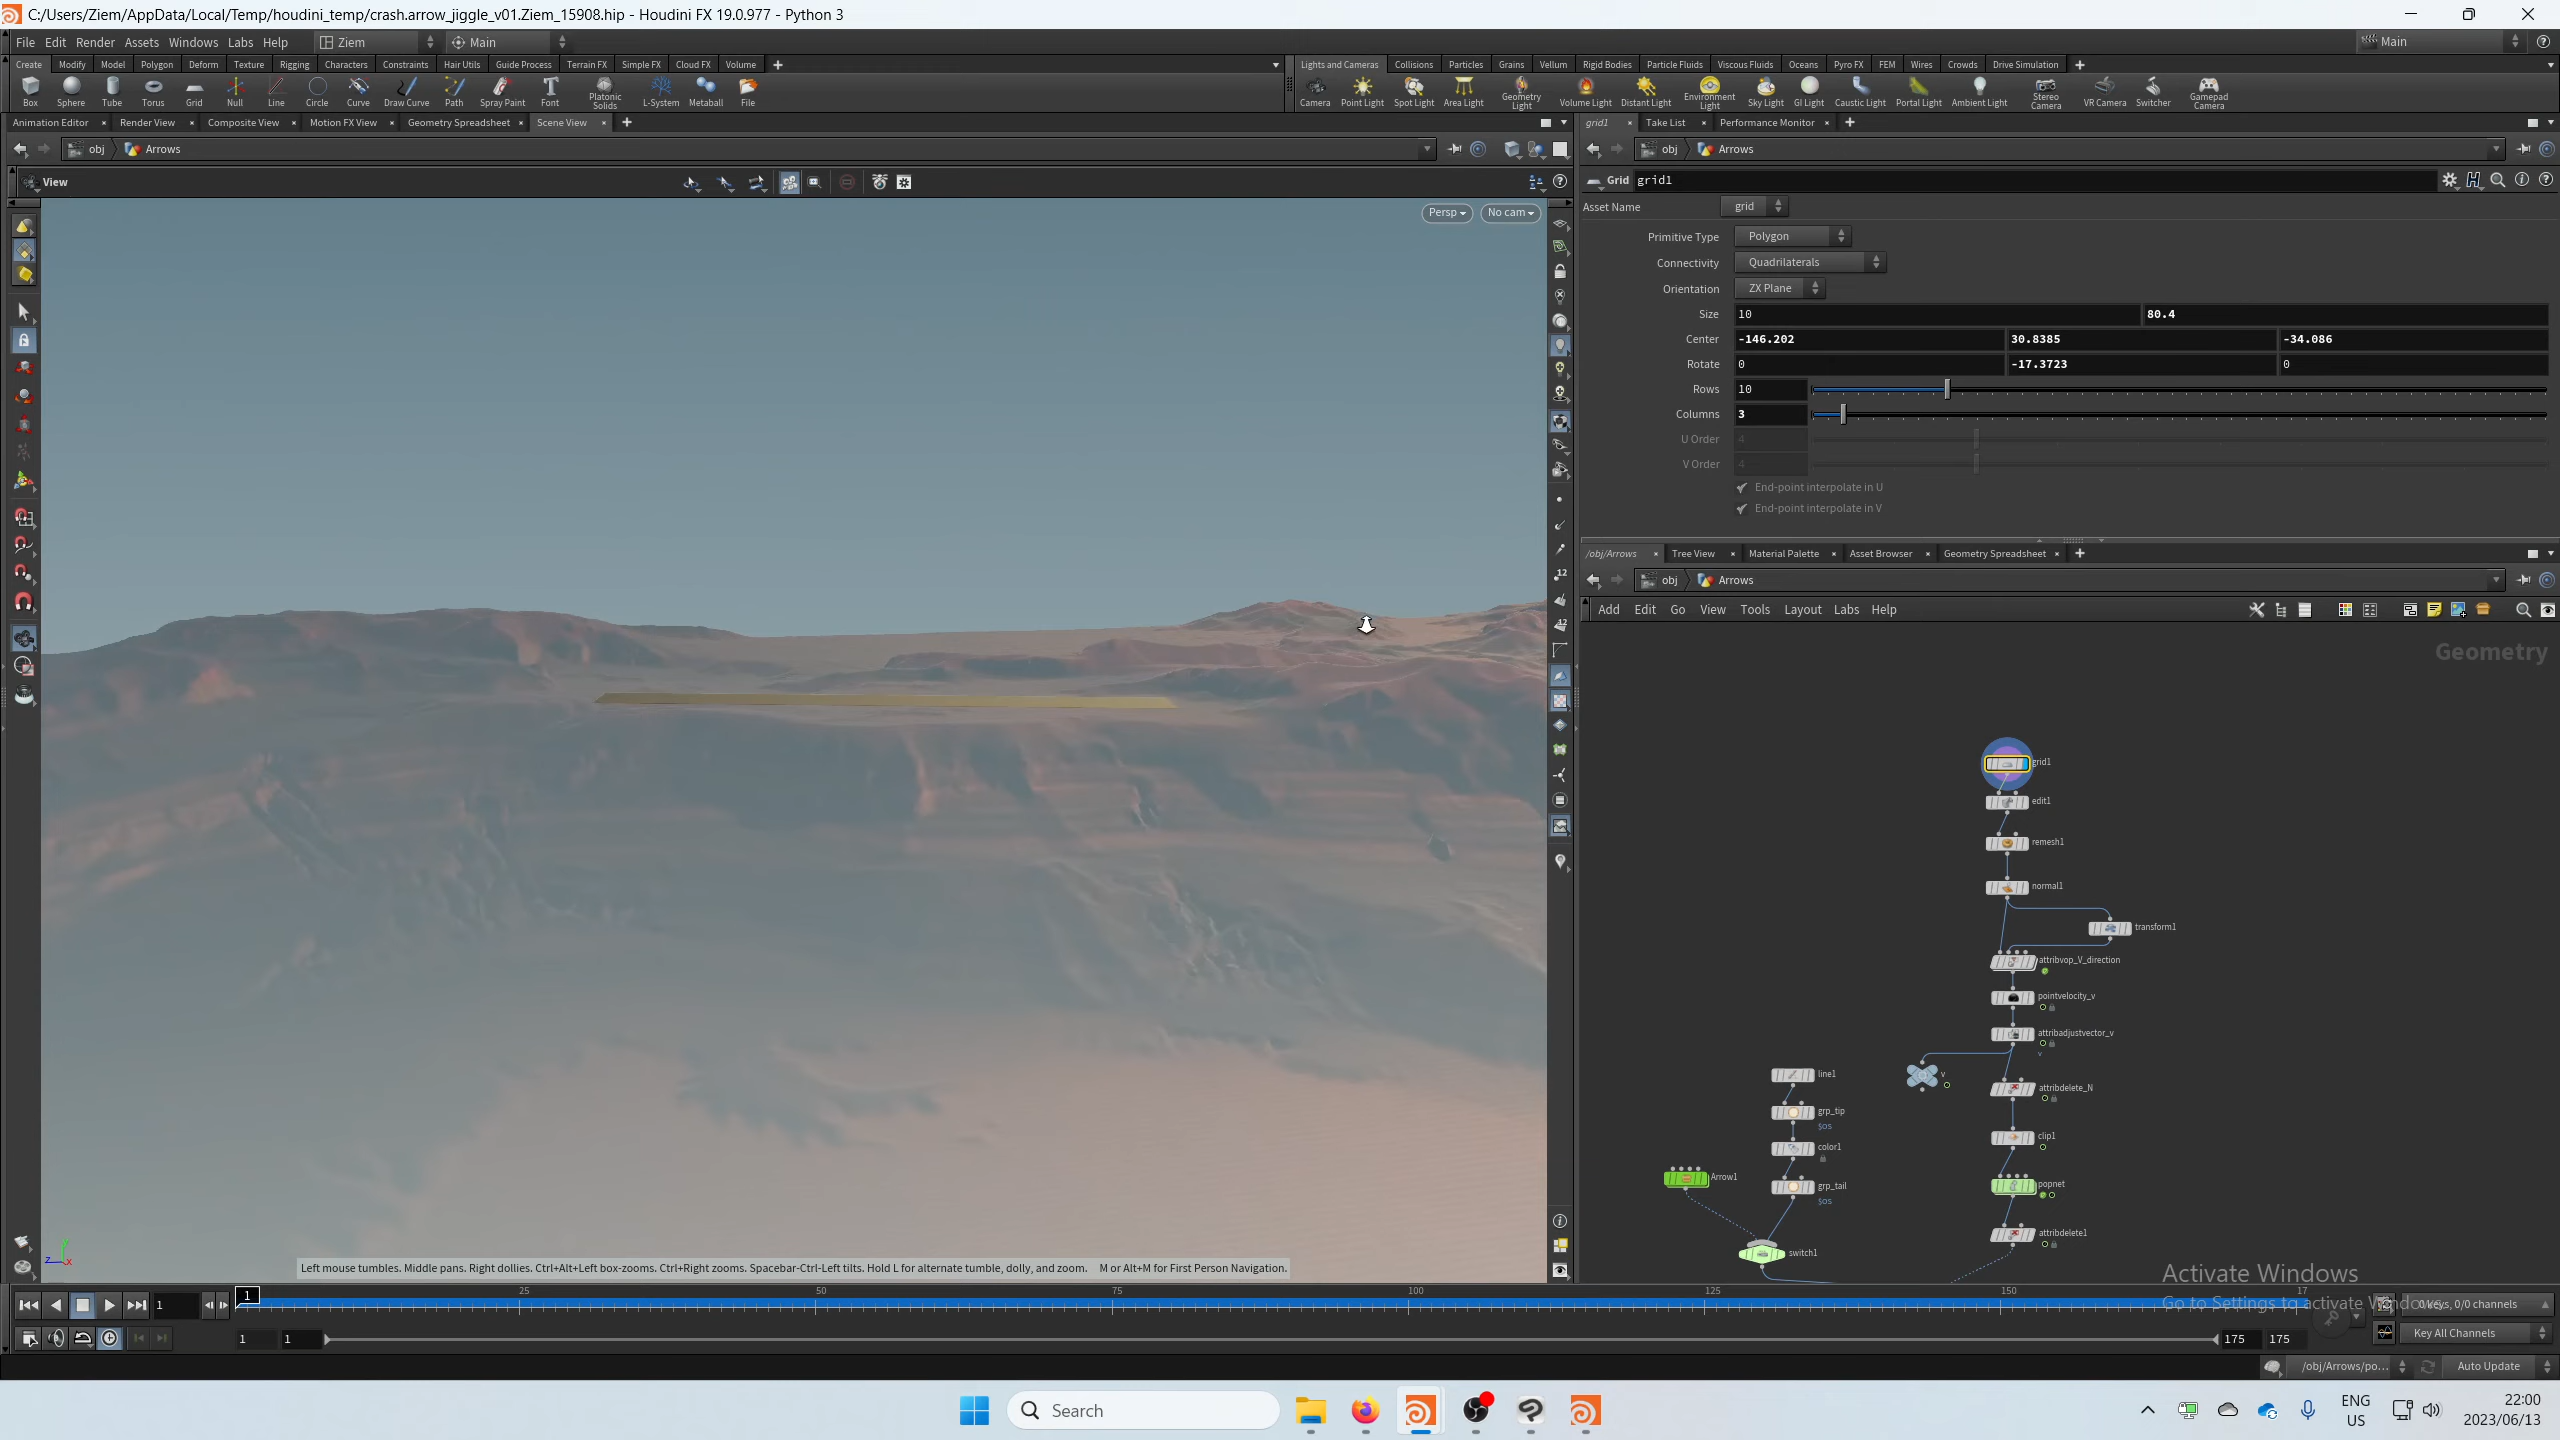 C:/Users/Ziem/AppData/Local/Temp/houdini_temp/crash.arrow_jiggle_v01.Ziem_15908.hip - Houdini FX 19.0.977 - Python 3
File Edit Render Assets Windows Labs Help Ziem Main Main
Create Modify Model Polygon Deform Texture Rigging Characters Constraints Hair Utils Guide Process Terrain FX Simple FX Cloud FX Volume
Lights and Cameras Collisions Particles Grains Vellum Rigid Bodies Particle Fluids Viscous Fluids Oceans Pyro FX FEM Wires Crowds Drive Simulation
Box Sphere Tube Torus Grid Null Line Circle Curve Draw Curve Path Spray Paint Font Platonic Solids L-System Metaball File
Camera Point Light Spot Light Area Light Geometry Light Volume Light Distant Light Environment Light Sky Light GI Light Caustic Light Portal Light Ambient Light Stereo Camera VR Camera Switcher Gamepad Camera
Animation Editor Render View Composite View Motion FX View Geometry Spreadsheet Scene View
grid1 Take List Performance Monitor
obj Arrows
obj Arrows
View
Persp No cam
Grid grid1
Asset Name grid
Primitive Type Polygon
Connectivity Quadrilaterals
Orientation ZX Plane
Size 10 80.4
Center -146.202 30.8385 -34.086
Rotate 0 -17.3723 0
Rows 10
Columns 3
U Order 4
V Order 4
End-point interpolate in U
End-point interpolate in V
/obj/Arrows Tree View Material Palette Asset Browser Geometry Spreadsheet
obj Arrows
Add Edit Go View Tools Layout Labs Help
Geometry
grid1
edit1
remesh1
normal1
transform1
attribvop_V_direction
pointvelocity_v
attribadjustvector_v
v
line1
v
attribdelete_N
grp_tip
$OS
clip1
color1
Arrow1
popnet
grp_tail
$OS
attribdelete1
switch1
12
12
z y x
Left mouse tumbles. Middle pans. Right dollies. Ctrl+Alt+Left box-zooms. Ctrl+Right zooms. Spacebar-Ctrl-Left tilts. Hold L for alternate tumble, dolly, and zoom. M or Alt+M for First Person Navigation.
Activate Windows
Go to Settings to activate Windows.
1 1 25 50 75 100 125 150 17
0 keys, 0/0 channels
1 1 175 175
Key All Channels
/obj/Arrows/po... Auto Update
Search
ENG
US
22:00
2023/06/13